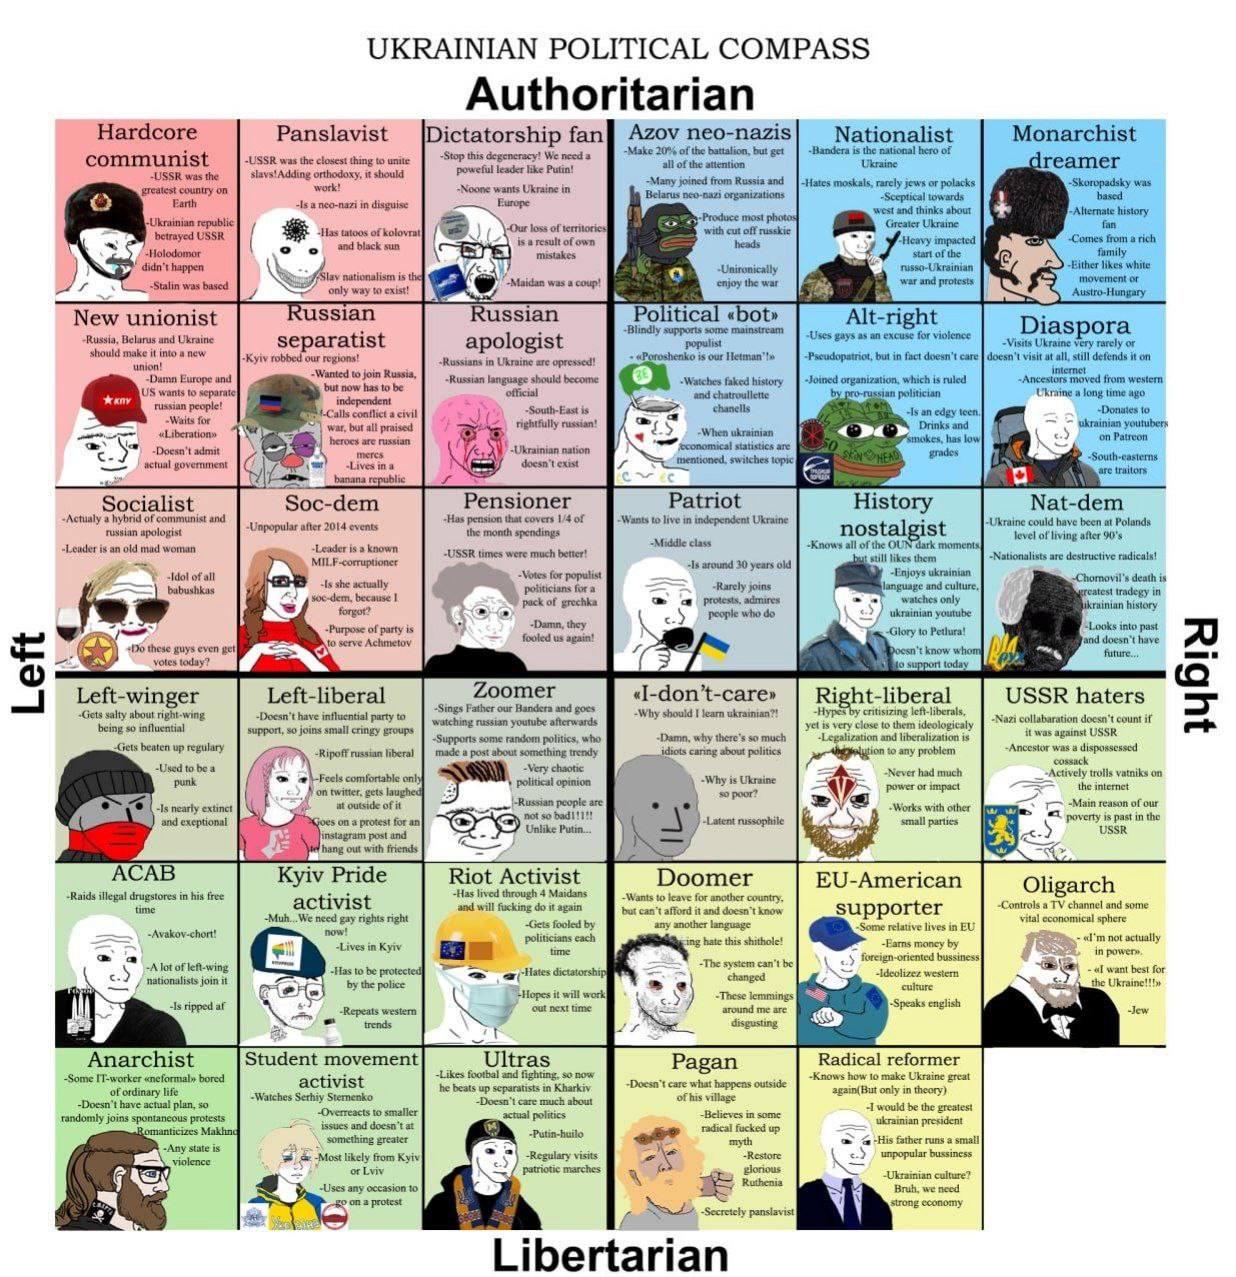 UKRAINIAN POLITICAL COMPASS
Authoritarian
Left
Right
Hardcore
communist
-USSR was the
greatest country on
Earth
-Ukrainian republic
betrayed USSR
-Holodomor
didn't happen
-Stalin was based
Panslavist
-USSR was the closest thing to unite
slavs!Adding orthodoxy, it should
work!
-Is a neo-nazi in disguise
-Has tatoos of kolovrat
and black sun
-Slav nationalism is the
only way to exist!
Dictatorship fan
-Stop this degeneracy! We need a
poweful leader like Putin!
-Noone wants Ukraine in
Europe
-Our loss of territories
is a result of own
mistakes
-Maidan was a coup!
Azov neo-nazis
-Make 20% of the battalion, but get
all of the attention
-Many joined from Russia and
Belarus neo-nazi organizations
-Produce most photos
with cut off russkie
heads
-Unironically
enjoy the war
Nationalist
-Bandera is the national hero of
Ukraine
-Hates moskals, rarely jews or polacks
-Sceptical towards
west and thinks about
Greater Ukraine
-Heavy impacted
start of the
russo-Ukrainian
war and protests
Monarchist
dreamer
-Skoropadsky was
based
-Alternate history
fan
-Comes from a rich
family
-Either likes white
movement or
Austro-Hungary
New unionist
-Russia, Belarus and Ukraine
should make it into a new
union!
-Damn Europe and
US wants to separate
russian people!
-Waits for
«Liberation»
-Doesn't admit
actual government
КПУ
Russian
separatist
-Kyiv robbed our regions!
-Wanted to join Russia,
but now has to be
independent
-Calls conflict a civil
war, but all praised
heroes are russian
mercs
-Lives in a
banana republic
Russian
apologist
-Russians in Ukraine are opressed!
-Russian language should become
official
-South-East is
rightfully russian!
-Ukrainian nation
doesn't exist
Political «bot»
-Blindly supports some mainstream
populist
- «Poroshenko is our Hetman'!»
-Watches faked history
and chatroullette
chanells
-When ukrainian
economical statistics are
mentioned, switches topic
ЗЕ
ЄС
ЄС
Alt-right
-Uses gays as an excuse for violence
-Pseudopatriot, but in fact doesn't care
-Joined organization, which is ruled
by pro-russian politician
-Is an edgy teen.
Drinks and
smokes, has low
grades
SKIN HEAD
ТРАДИЦІЯ
ПОРЯДОК
Diaspora
-Visits Ukraine very rarely or
doesn't visit at all, still defends it on
internet
-Ancestors moved from western
Ukraine a long time ago
-Donates to
ukrainian youtubers
on Patreon
-South-easterns
are traitors
Socialist
-Actualy a hybrid of communist and
russian apologist
-Leader is an old mad woman
-Idol of all
babushkas
-Do these guys even get
votes today?
Soc-dem
-Unpopular after 2014 events
-Leader is a known
MILF-corruptioner
-Is she actually
soc-dem, because I
forgot?
-Purpose of party is
to serve Achmetov
Pensioner
-Has pension that covers 1/4 of
the month spendings
-USSR times were much better!
-Votes for populist
politicians for a
pack of grechka
-Damn, they
fooled us again!
Patriot
-Wants to live in independent Ukraine
-Middle class
-Is around 30 years old
-Rarely joins
protests, admires
people who do
History
nostalgist
-Knows all of the OUN dark moments,
but still likes them
-Enjoys ukrainian
language and culture,
watches only
ukrainian youtube
-Glory to Petlura!
-Doesn't know whom
to support today
Nat-dem
-Ukraine could have been at Polands
level of living after 90's
-Nationalists are destructive radicals!
-Chornovil's death is
greatest tradegy in
ukrainian history
-Looks into past
and doesn't have
future...
Left-winger
-Gets salty about right-wing
being so influential
-Gets beaten up regulary
-Used to be a
punk
-Is nearly extinct
and exeptional
Left-liberal
-Doesn't have influential party to
support, so joins small cringy groups
-Ripoff russian liberal
-Feels comfortable only
on twitter, gets laughed
at outside of it
-Goes on a protest for an
instagram post and
to hang out with friends
Zoomer
-Sings Father our Bandera and goes
watching russian youtube afterwards
-Supports some random politics, who
made a post about something trendy
-Very chaotic
political opinion
-Russian people are
not so bad1!1!!
Unlike Putin...
«I-don't-care»
-Why should I learn ukrainian?!
-Damn, why there's so much
idiots caring about politics
-Why is Ukraine
so poor?
-Latent russophile
Right-liberal
-Hypes by critisizing left-liberals,
yet is very close to them ideologicaly
-Legalization and liberalization is
the solution to any problem
-Never had much
power or impact
-Works with other
small parties
USSR haters
-Nazi collabaration doesn't count if
it was against USSR
-Ancestor was a dispossessed
cossack
-Actively trolls vatniks on
the internet
-Main reason of our
poverty is past in the
USSR
ACAB
-Raids illegal drugstores in his free
time
-Avakov-chort!
-A lot of left-wing
nationalists join it
-Is ripped af
Kyiv Pride
activist
-Muh...We need gay rights right
now!
-Lives in Kyiv
-Has to be protected
by the police
-Repeats western
trends
Riot Activist
-Has lived through 4 Maidans
and will fucking do it again
-Gets fooled by
politicians each
time
-Hates dictatorship
-Hopes it will work
out next time
Doomer
-Wants to leave for another country,
but can't afford it and doesn't know
any another language
ing hate this shithole!
-The system can't be
changed
-These lemmings
around me are
disgusting
EU-American
supporter
-Some relative lives in EU
-Earns money by
foreign-oriented bussiness
-Ideolizez western
culture
-Speaks english
Oligarch
-Controls a TV channel and some
vital economical sphere
- «I'm not actually
in power».
- «I want best for
the Ukraine!!!»
-Jew
Anarchist
-Some IT-worker «neformal» bored
of ordinary life
-Doesn't have actual plan, so
randomly joins spontaneous protests
-Romanticizes Makhno
-Any state is
violence
Student movement
activist
-Watches Serhiy Sternenko
-Overreacts to smaller
issues and doesn't at
something greater
-Most likely from Kyiv
or Lviv
-Uses any occasion to
go on a protest
Ultras
-Likes footbal and fighting, so now
he beats up separatists in Kharkiv
-Doesn't care much about
actual politics
-Putin-huilo
-Regulary visits
patriotic marches
Pagan
-Doesn't care what happens outside
of his village
-Believes in some
radical fucked up
myth
-Restore
glorious
Ruthenia
-Secretely panslavist
Radical reformer
-Knows how to make Ukraine great
again(But only in theory)
-I would be the greatest
ukrainian president
-His father runs a small
unpopular bussiness
-Ukrainian culture?
Bruh, we need
strong economy
Libertarian